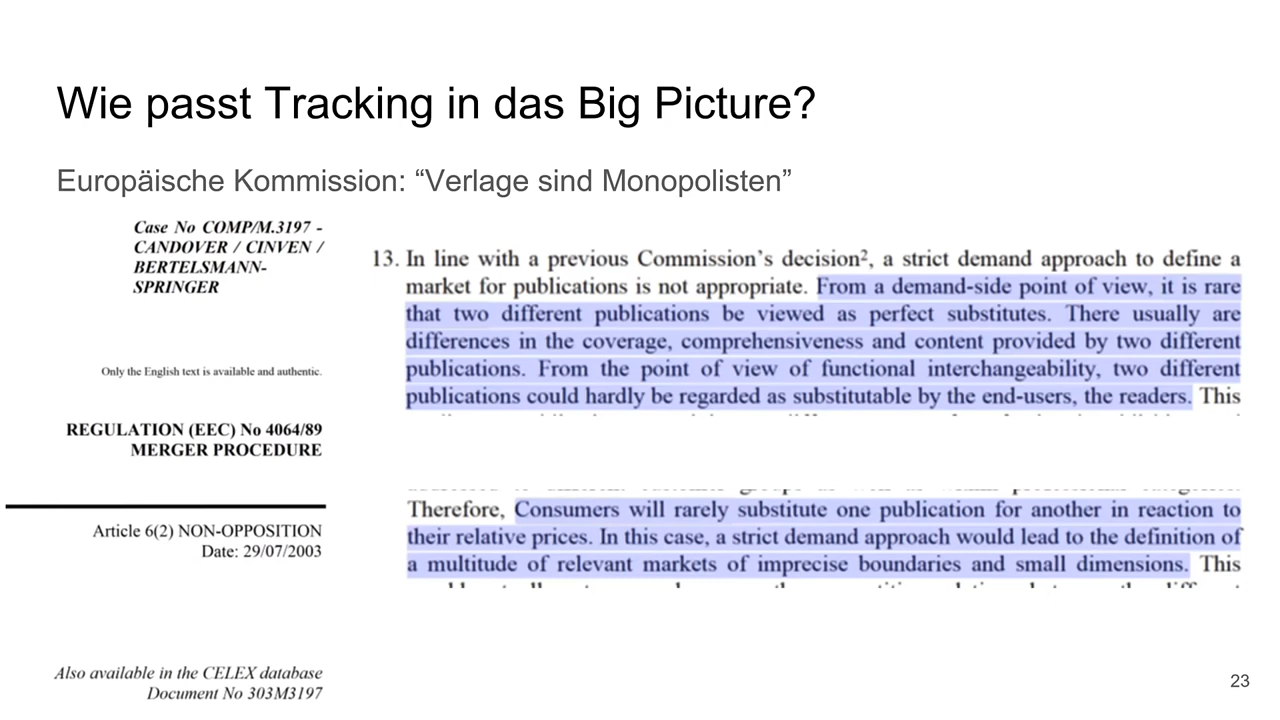 Wie passt Tracking in das Big Picture?
Europäische Kommission: “Verlage sind Monopolisten”
Case No COMP/M.3197 -
CANDOVER / CINVEN /
BERTELSMANN-
SPRINGER
Only the English text is available and authentic.
REGULATION (EEC) No 4064/89
MERGER PROCEDURE
Article 6(2) NON-OPPOSITION
Date: 29/07/2003
Also available in the CELEX database
Document No 303M3197
13. In line with a previous Commission’s decision², a strict demand approach to define a
market for publications is not appropriate. From a demand-side point of view, it is rare
that two different publications be viewed as perfect substitutes. There usually are
differences in the coverage, comprehensiveness and content provided by two different
publications. From the point of view of functional interchangeability, two different
publications could hardly be regarded as substitutable by the end-users, the readers. This
Therefore, Consumers will rarely substitute one publication for another in reaction to
their relative prices. In this case, a strict demand approach would lead to the definition of
a multitude of relevant markets of imprecise boundaries and small dimensions. This
23